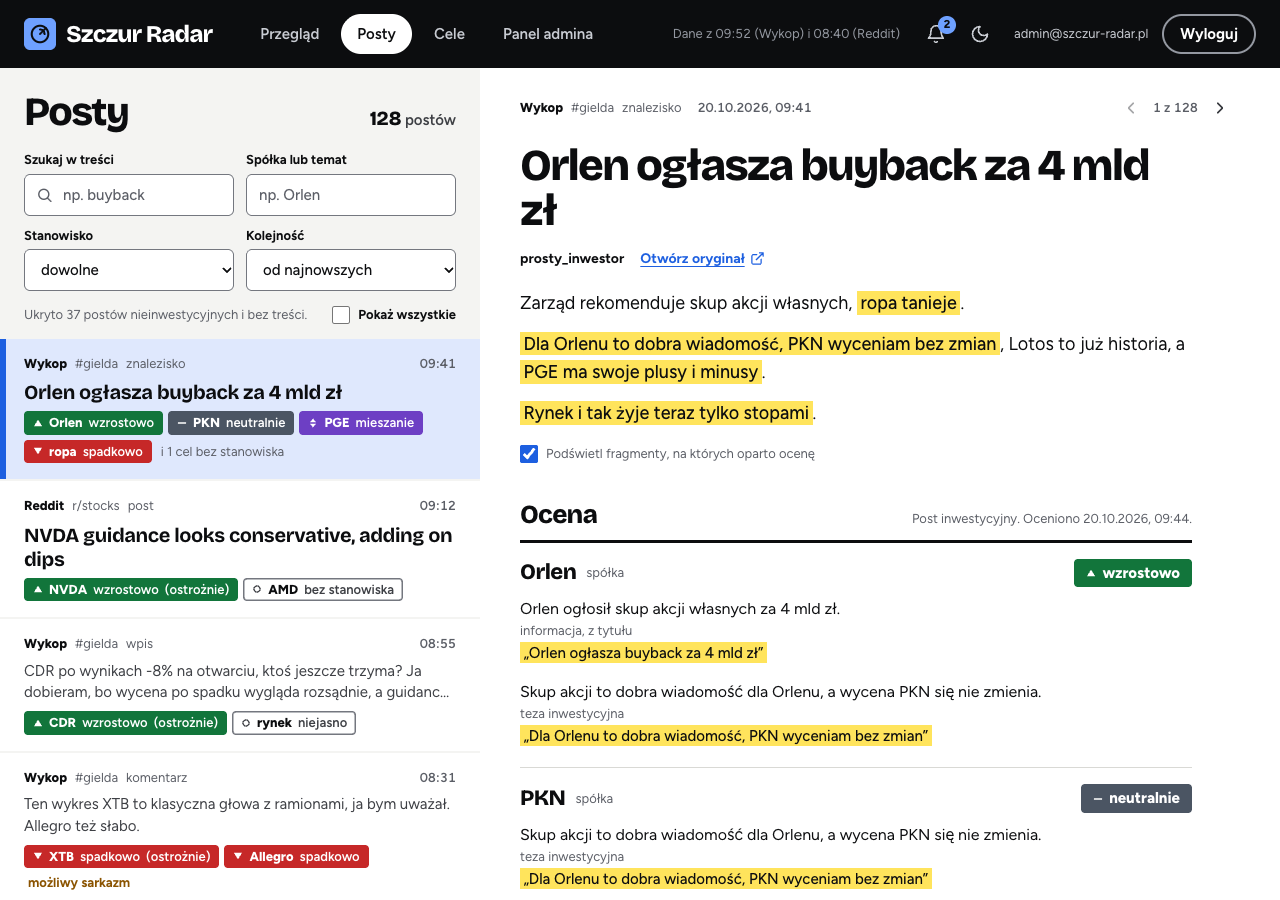 Szczur Radar
Przegląd
Posty
Cele
Panel admina
Dane z 09:52 (Wykop) i 08:40 (Reddit)
2
admin@szczur-radar.pl
Wyloguj
Posty
128 postów
Szukaj w treści
Spółka lub temat
np. buyback
np. Orlen
Stanowisko
Kolejność
dowolne
od najnowszych
Ukryto 37 postów nieinwestycyjnych i bez treści.
Pokaż wszystkie
Wykop #gielda znalezisko 09:41
Orlen ogłasza buyback za 4 mld zł
Orlen wzrostowo
PKN neutralnie
PGE mieszanie
ropa spadkowo
i 1 cel bez stanowiska
Reddit r/stocks post 09:12
NVDA guidance looks conservative, adding on
dips
NVDA wzrostowo (ostrożnie)
AMD bez stanowiska
Wykop #gielda wpis 08:55
CDR po wynikach -8% na otwarciu, ktoś jeszcze trzyma? Ja
dobieram, bo wycena po spadku wygląda rozsądnie, a guidanc...
CDR wzrostowo (ostrożnie)
rynek niejasno
Wykop #gielda komentarz 08:31
Ten wykres XTB to klasyczna głowa z ramionami, ja bym uważał.
Allegro też słabo.
XTB spadkowo (ostrożnie)
Allegro spadkowo
możliwy sarkazm
Wykop #gielda znalezisko 20.10.2026, 09:41
1 z 128
Orlen ogłasza buyback za 4 mld
zł
prosty_inwestor
Otwórz oryginał
Zarząd rekomenduje skup akcji własnych, ropa tanieje.
Dla Orlenu to dobra wiadomość, PKN wyceniam bez zmian, Lotos to już historia, a
PGE ma swoje plusy i minusy.
Rynek i tak żyje teraz tylko stopami.
Podświetl fragmenty, na których oparto ocenę
Ocena
Post inwestycyjny. Oceniono 20.10.2026, 09:44.
Orlen spółka
wzrostowo
Orlen ogłosił skup akcji własnych za 4 mld zł.
informacja, z tytułu
„Orlen ogłasza buyback za 4 mld zł”
Skup akcji to dobra wiadomość dla Orlenu, a wycena PKN się nie zmienia.
teza inwestycyjna
„Dla Orlenu to dobra wiadomość, PKN wyceniam bez zmian”
PKN spółka
neutralnie
Skup akcji to dobra wiadomość dla Orlenu, a wycena PKN się nie zmienia.
teza inwestycyjna
„Dla Orlenu to dobra wiadomość, PKN wyceniam bez zmian”